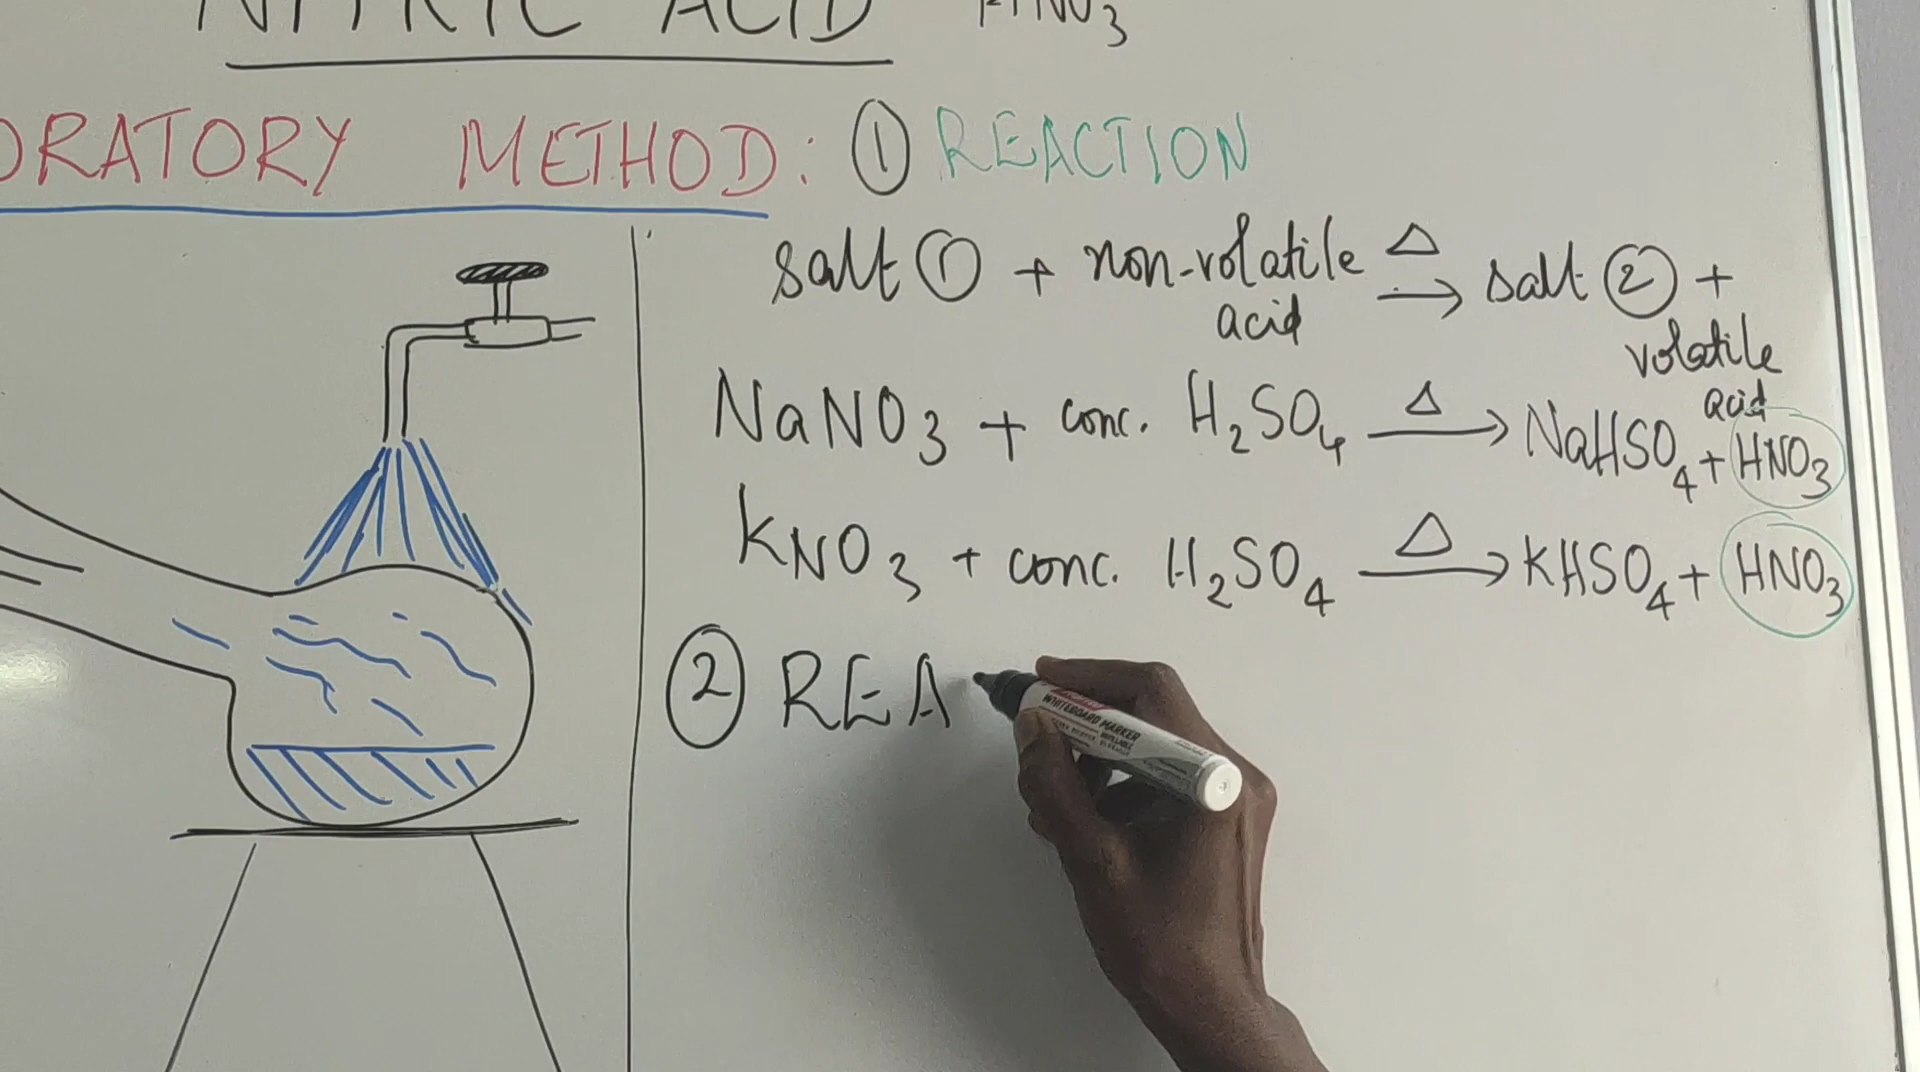 NITRIC ACID HNO₃
ORATORY METHOD: ① REACTION
salt ① + non-volatile acid △ → salt ② + volatile acid
NaNO₃ + conc. H₂SO₄ △ → NaHSO₄ + HNO₃
KNO₃ + conc. H₂SO₄ △ → KHSO₄ + HNO₃
② REA
WHITEBOARD MARKER